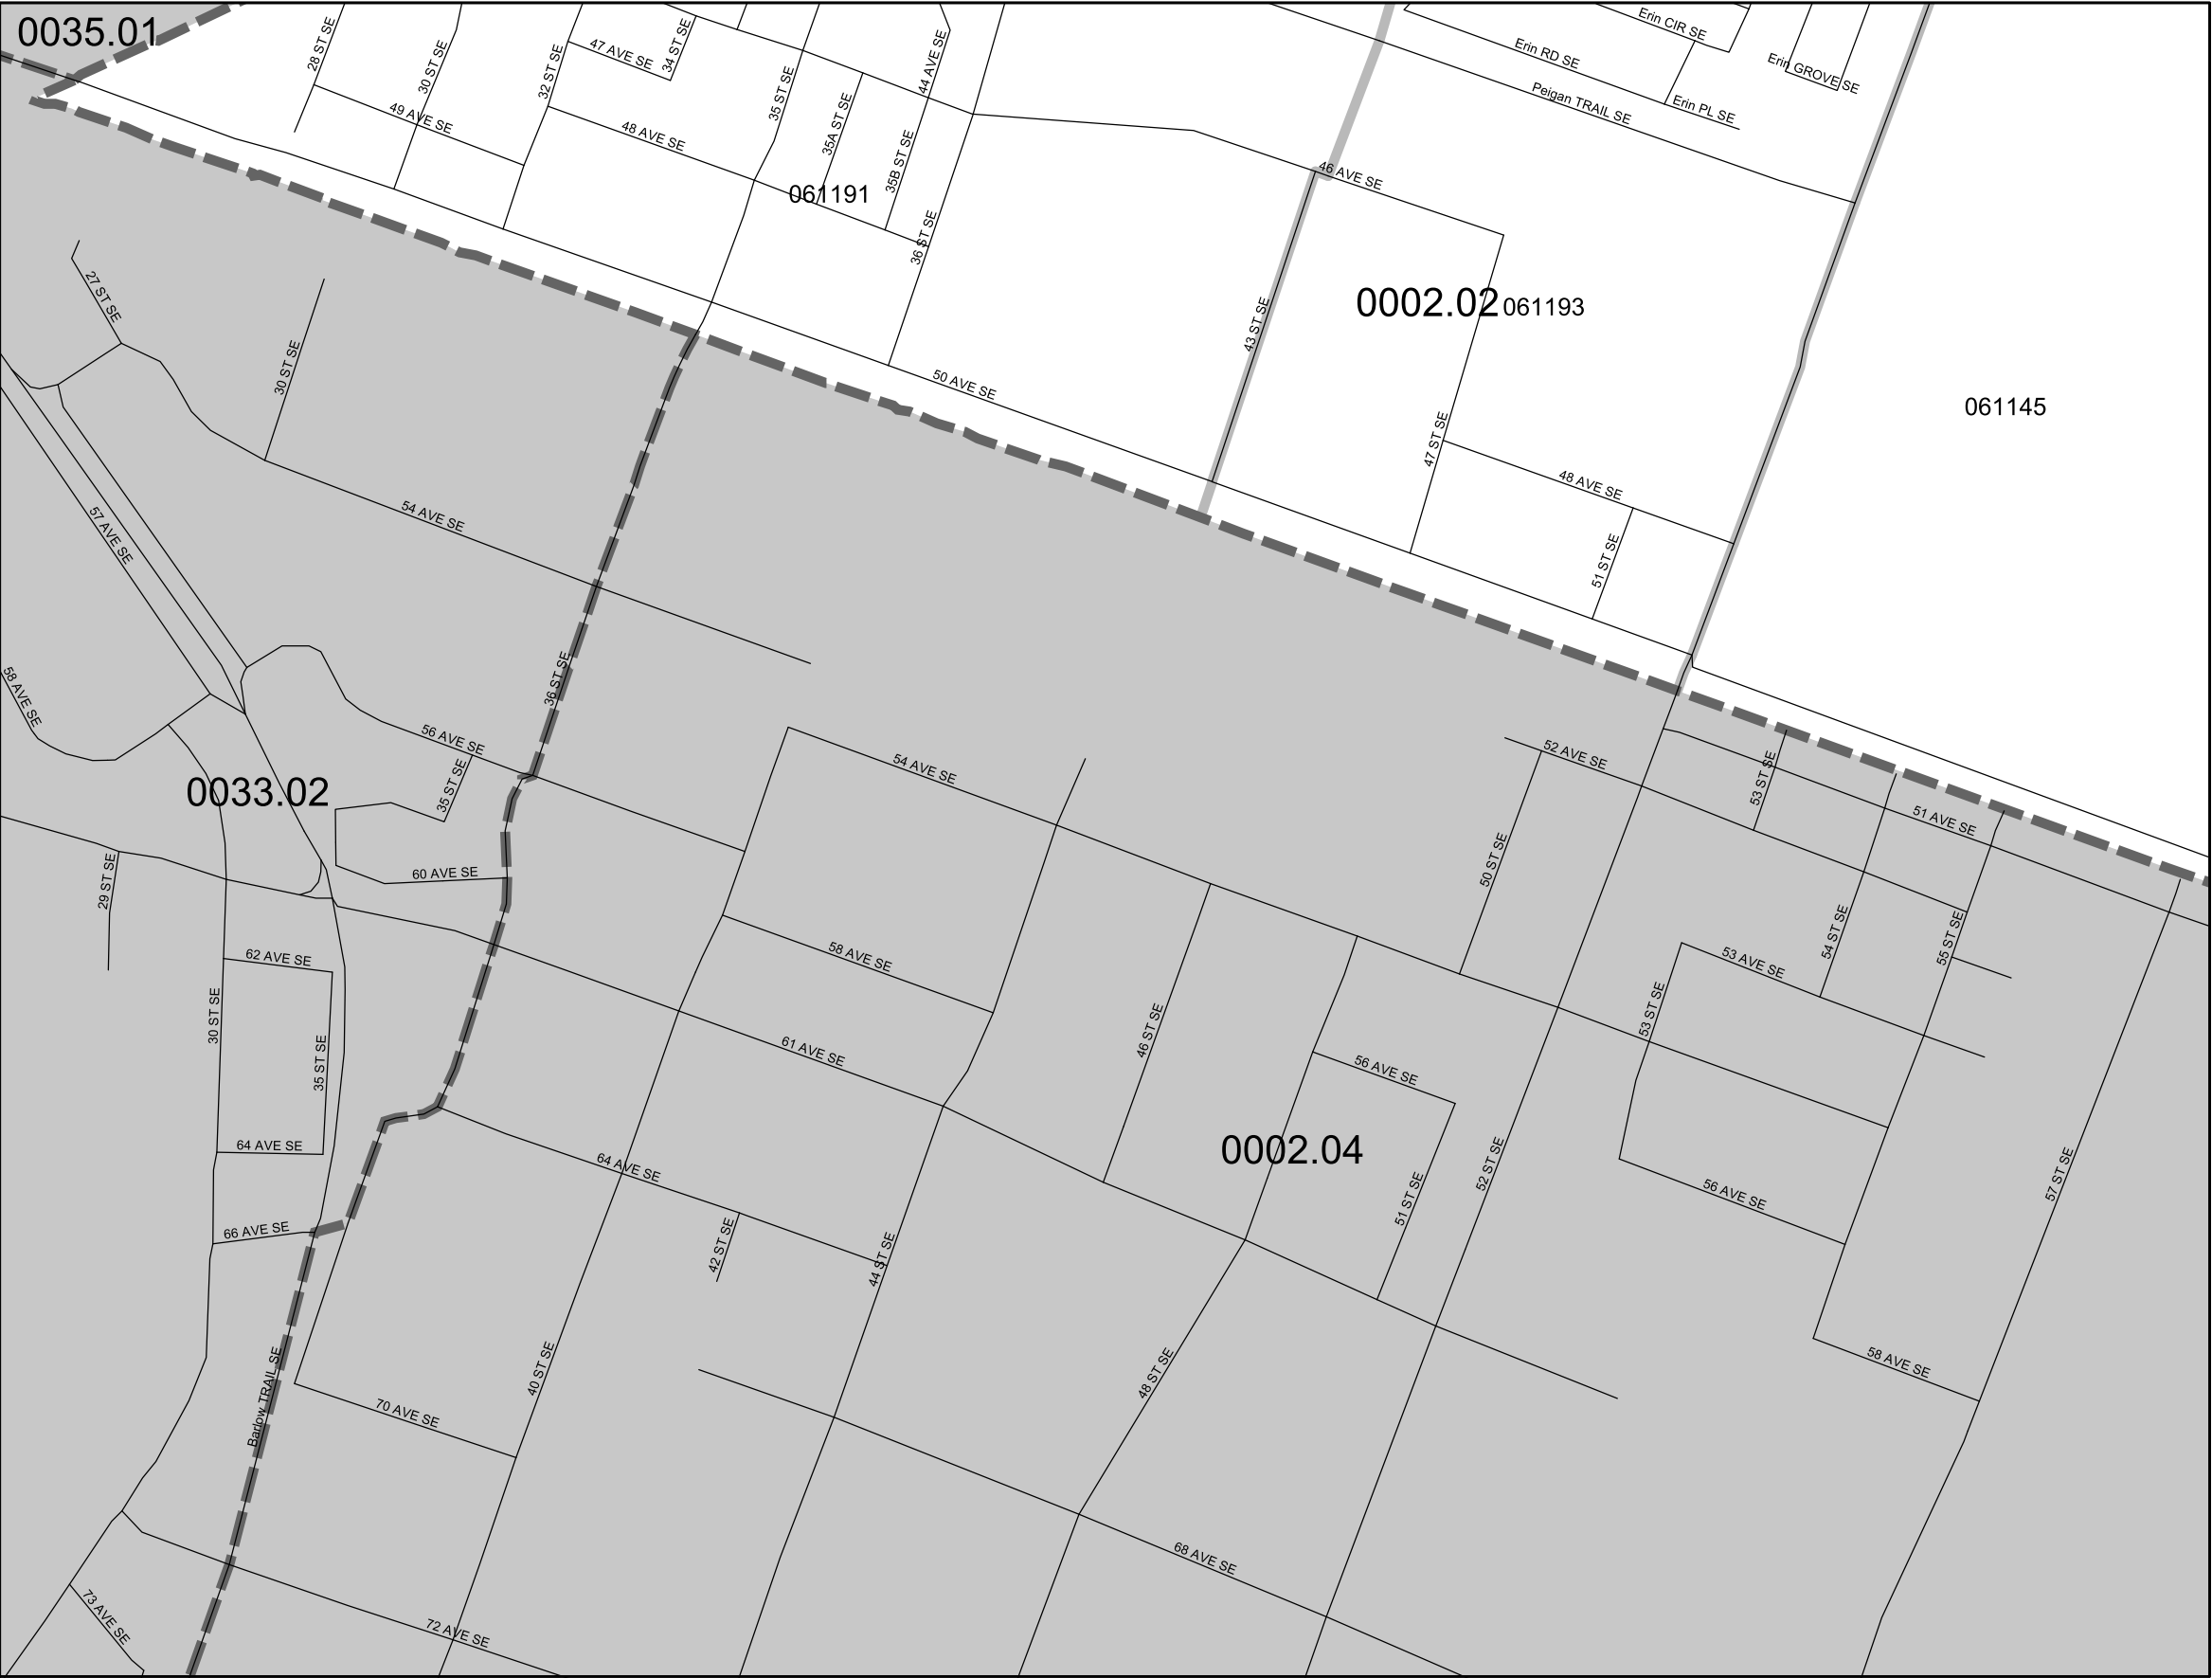 0035.01
28 ST SE
30 ST SE
32 ST SE
47 AVE SE
34 ST SE
35 ST SE
44 AVE SE
Erin CIR SE
Erin RD SE
Erin GROVE SE
Peigan TRAIL SE
Erin PL SE
49 AVE SE
48 AVE SE
35A ST SE
35B ST SE
46 AVE SE
061191
36 ST SE
27 ST SE
30 ST SE
43 ST SE
0002.02
061193
50 AVE SE
061145
47 ST SE
48 AVE SE
51 ST SE
54 AVE SE
57 AVE SE
58 AVE SE
36 ST SE
56 AVE SE
35 ST SE
0033.02
54 AVE SE
52 AVE SE
53 ST SE
51 AVE SE
50 ST SE
29 ST SE
60 AVE SE
62 AVE SE
58 AVE SE
53 AVE SE
54 ST SE
55 ST SE
30 ST SE
35 ST SE
61 AVE SE
46 ST SE
53 ST SE
56 AVE SE
64 AVE SE
64 AVE SE
0002.04
52 ST SE
51 ST SE
56 AVE SE
57 ST SE
66 AVE SE
42 ST SE
44 ST SE
Barlow TRAIL SE
40 ST SE
48 ST SE
58 AVE SE
70 AVE SE
68 AVE SE
73 AVE SE
72 AVE SE